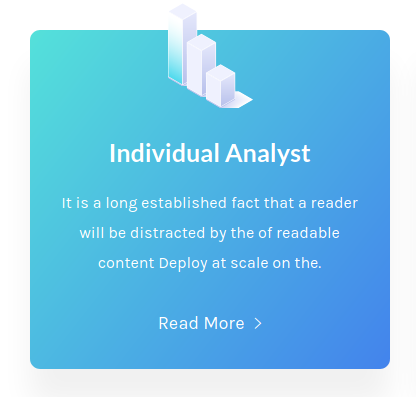 Individual Analyst
It is a long established fact that a reader
will be distracted by the of readable
content Deploy at scale on the.
Read More >